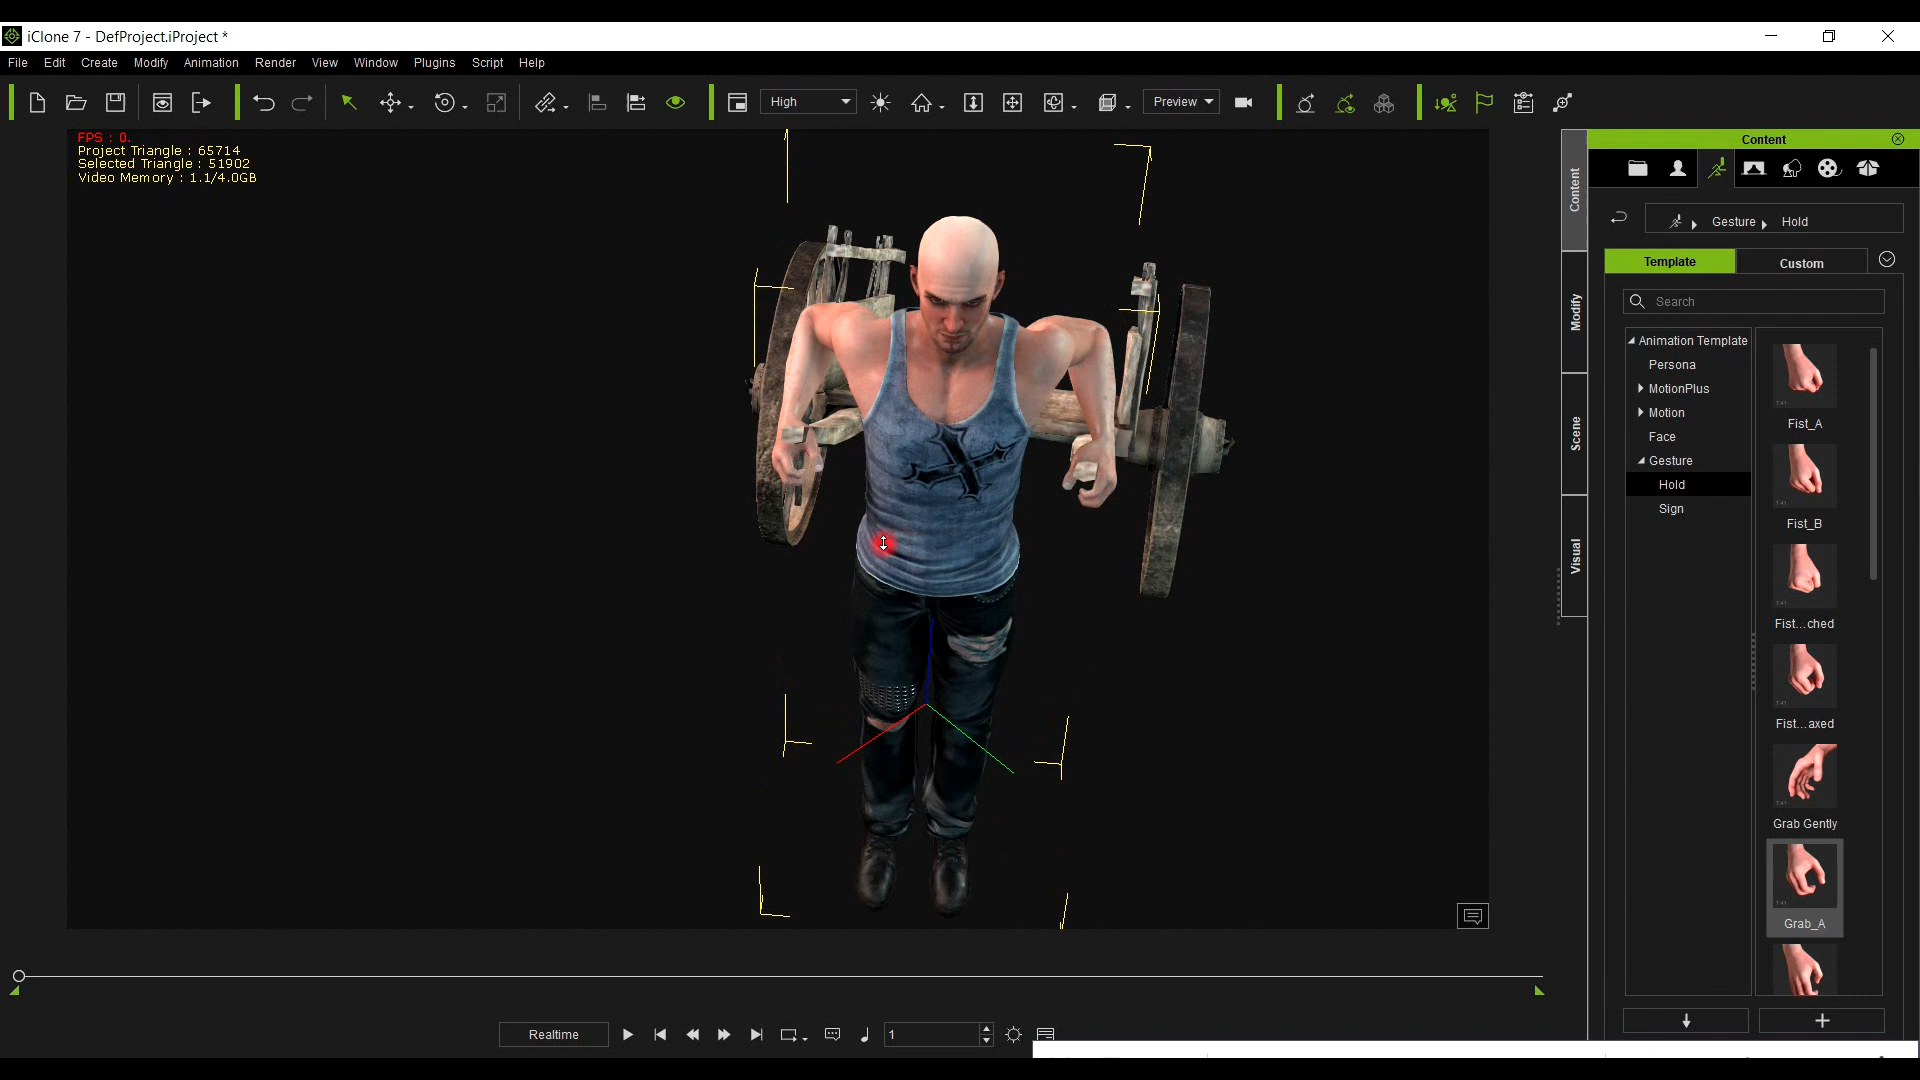 iClone 7 - DefProject.iProject *
File Edit Create Modify Animation Render View Window Plugins Script Help
High
Preview
FPS : 0.
Project Triangle : 65714
Selected Triangle : 51902
Video Memory : 1.1/4.0GB
Content
Gesture Hold
Template Custom
Search
Animation Template
Persona
MotionPlus
Motion
Face
Gesture
Hold
Sign
Fist_A
Fist_B
Fist...ched
Fist...axed
Grab Gently
Grab_A
Content
Modify
Scene
Visual
Realtime
1